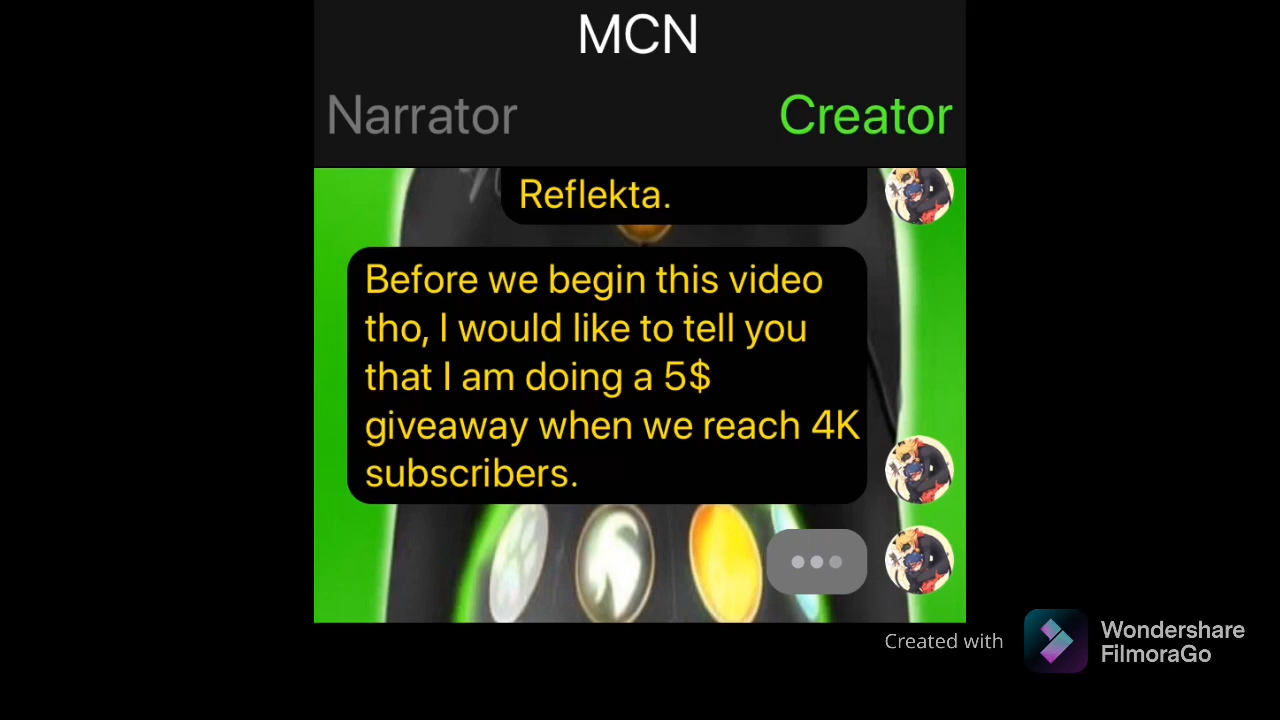 MCN
Narrator
Creator
Reflekta.
Before we begin this video
tho, I would like to tell you
that I am doing a 5$
giveaway when we reach 4K
subscribers.
Created with
Wondershare
FilmoraGo